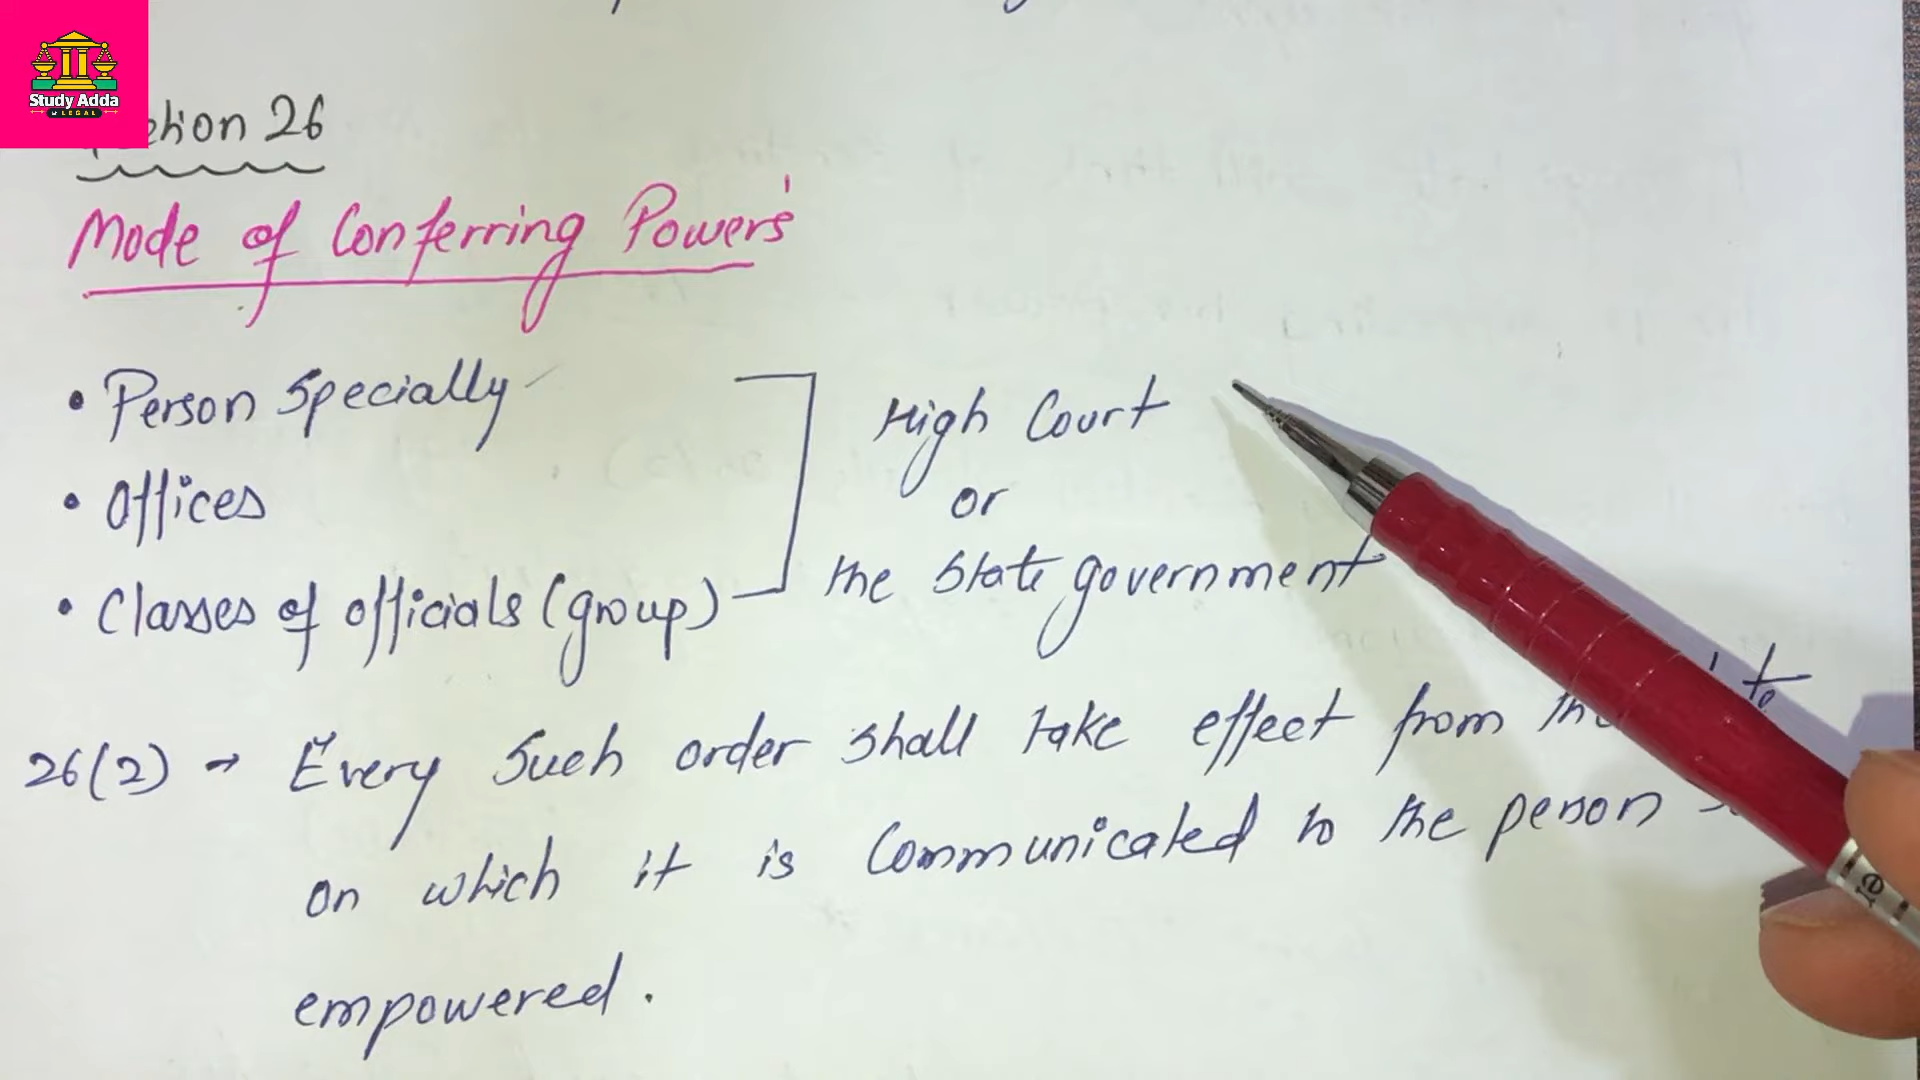 Study Adda
LEGAL
ction 26
Mode of Conferring Powers'
• Person Specially
• Offices
• Classes of officials (group)
High Court
or
the State government
26(2) → Every Such order shall take effect from the
on which it is Communicated to the person
empowered.